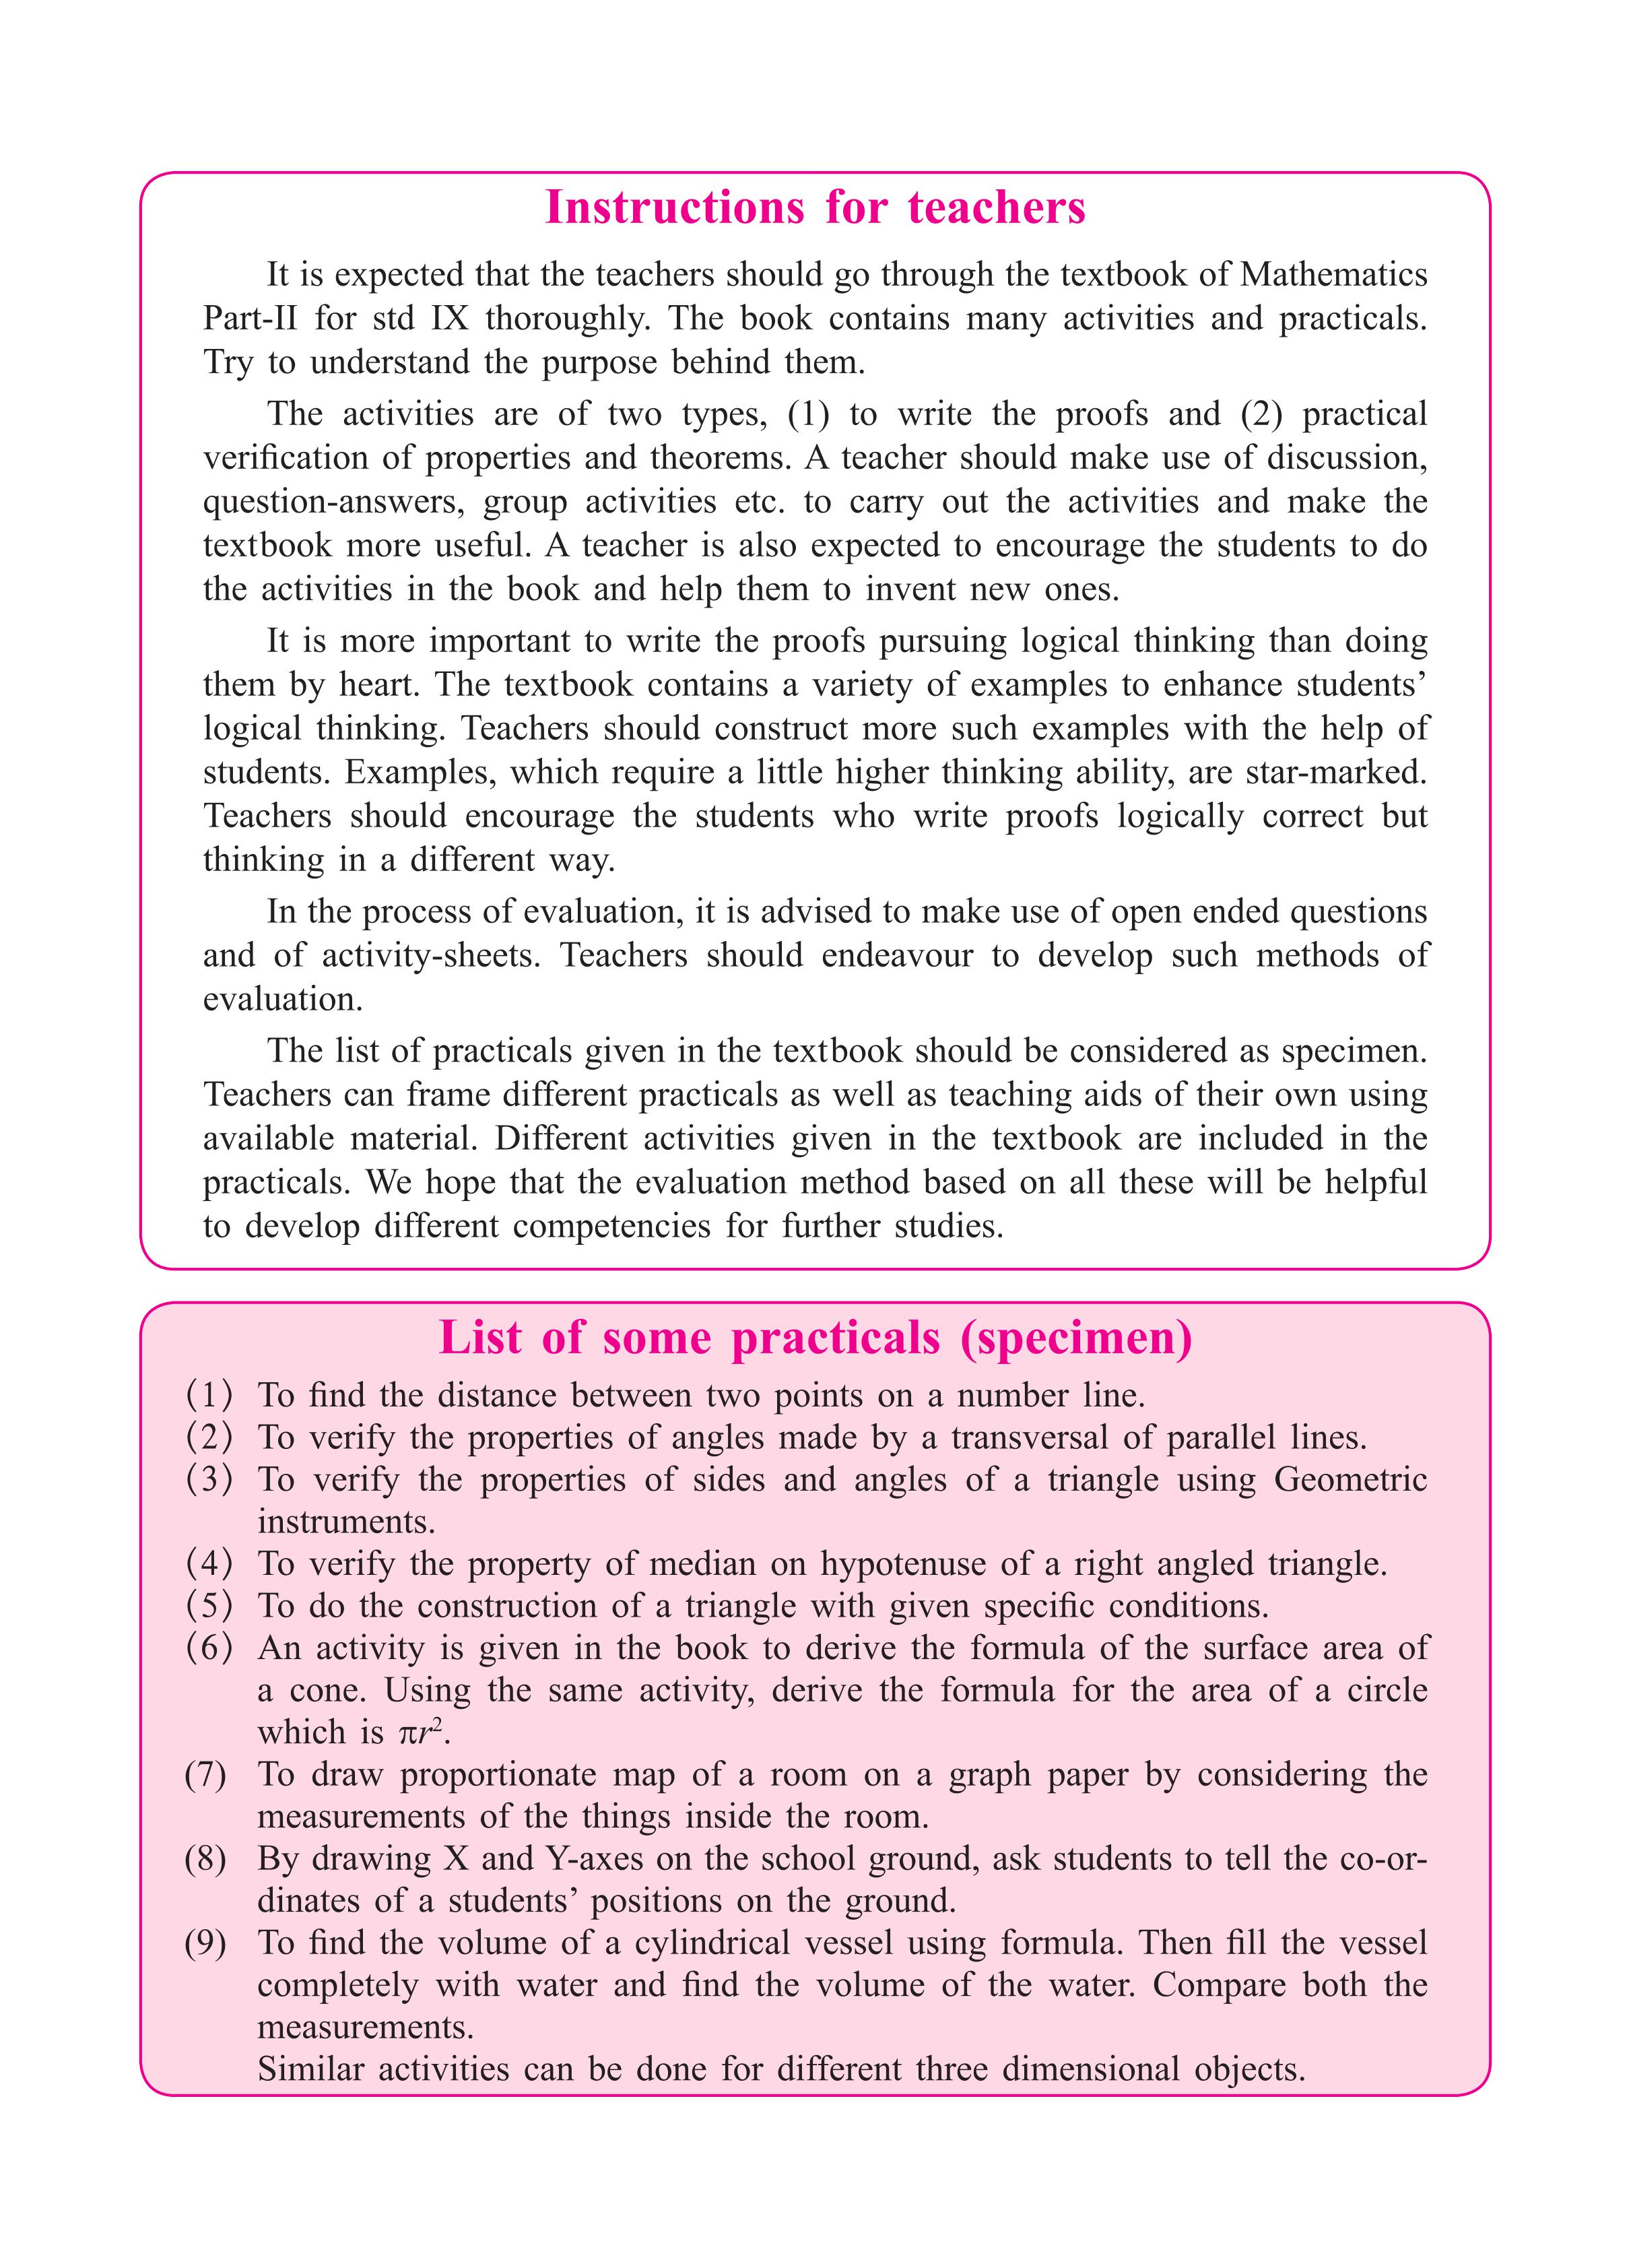 Instructions for teachers
It is expected that the teachers should go through the textbook of Mathematics
Part-II for std IX thoroughly. The book contains many activities and practicals.
Try to understand the purpose behind them.
The activities are of two types, (1) to write the proofs and (2) practical
verification of properties and theorems. A teacher should make use of discussion,
question-answers, group activities etc. to carry out the activities and make the
textbook more useful. A teacher is also expected to encourage the students to do
the activities in the book and help them to invent new ones.
It is more important to write the proofs pursuing logical thinking than doing
them by heart. The textbook contains a variety of examples to enhance students’
logical thinking. Teachers should construct more such examples with the help of
students. Examples, which require a little higher thinking ability, are star-marked.
Teachers should encourage the students who write proofs logically correct but
thinking in a different way.
In the process of evaluation, it is advised to make use of open ended questions
and of activity-sheets. Teachers should endeavour to develop such methods of
evaluation.
The list of practicals given in the textbook should be considered as specimen.
Teachers can frame different practicals as well as teaching aids of their own using
available material. Different activities given in the textbook are included in the
practicals. We hope that the evaluation method based on all these will be helpful
to develop different competencies for further studies.
List of some practicals (specimen)
(1) To find the distance between two points on a number line.
(2) To verify the properties of angles made by a transversal of parallel lines.
(3) To verify the properties of sides and angles of a triangle using Geometric
instruments.
(4) To verify the property of median on hypotenuse of a right angled triangle.
(5) To do the construction of a triangle with given specific conditions.
(6) An activity is given in the book to derive the formula of the surface area of
a cone. Using the same activity, derive the formula for the area of a circle
which is πr².
(7) To draw proportionate map of a room on a graph paper by considering the
measurements of the things inside the room.
(8) By drawing X and Y-axes on the school ground, ask students to tell the co-or-
dinates of a students’ positions on the ground.
(9) To find the volume of a cylindrical vessel using formula. Then fill the vessel
completely with water and find the volume of the water. Compare both the
measurements.
Similar activities can be done for different three dimensional objects.